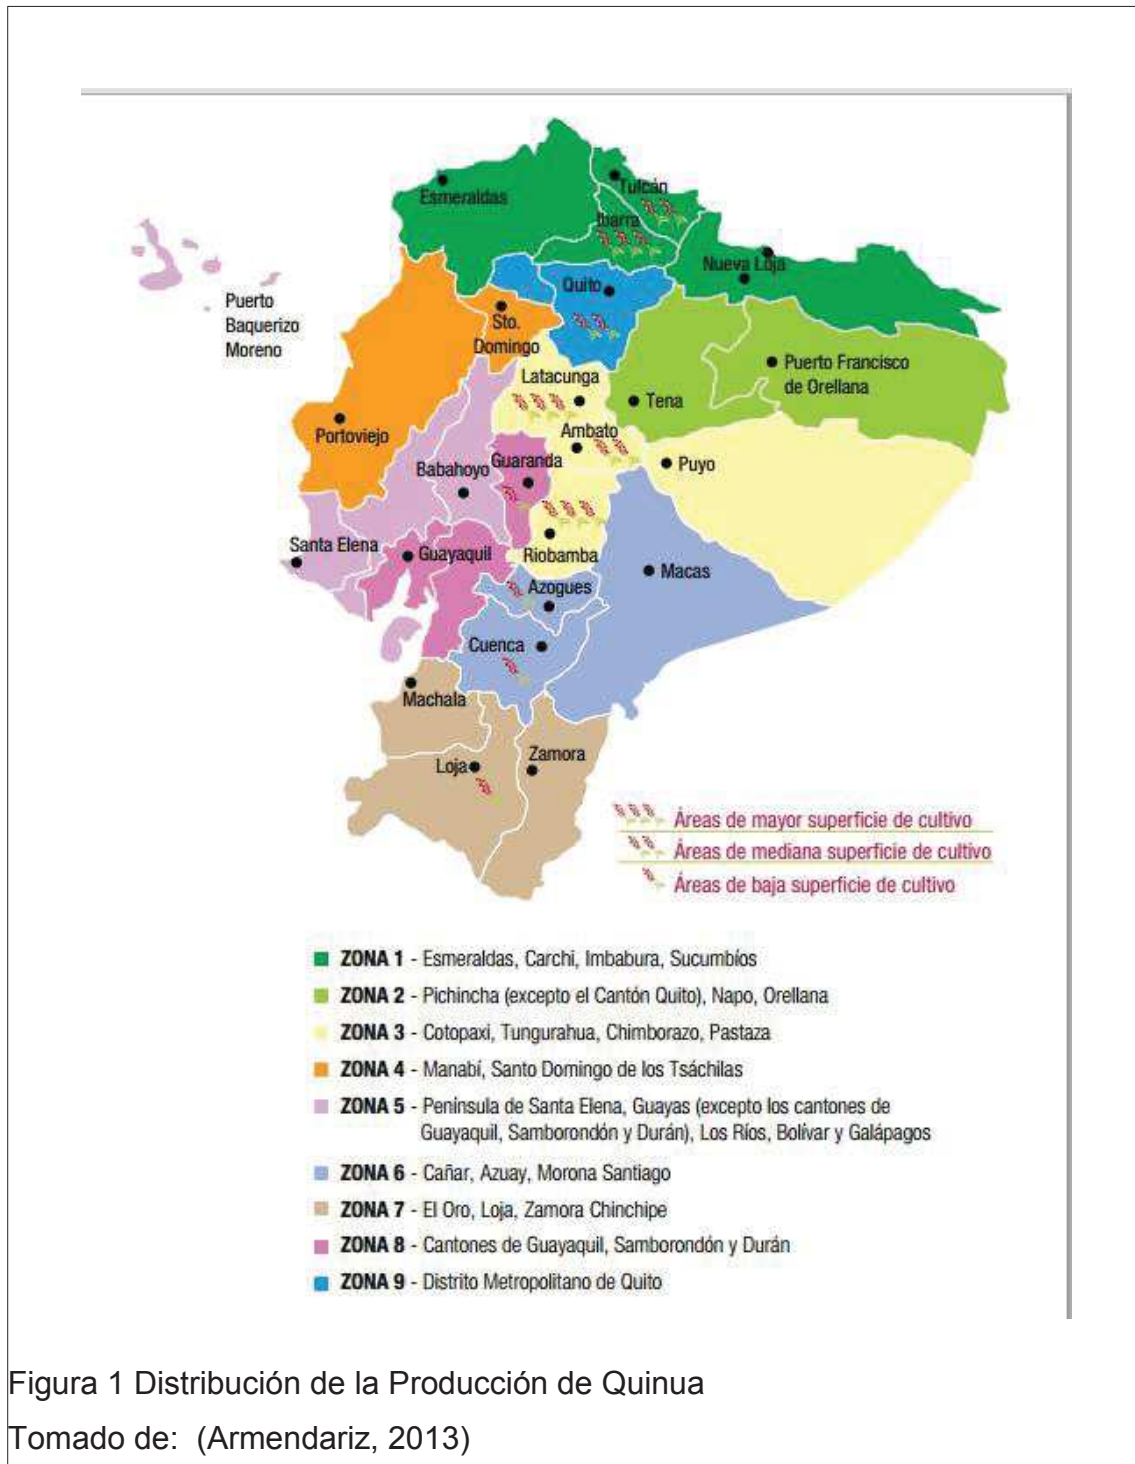 Esmeraldas
Tulcán
Ibarra
Nueva Loja
Quito
Puerto
Baquerizo
Moreno
Sto.
Domingo
Puerto Francisco
de Orellana
Latacunga
Tena
Portoviejo
Ambato
Babahoyo
Guaranda
Puyo
Santa Elena
Guayaquil
Riobamba
Macas
Azogues
Cuenca
Machala
Loja
Zamora
Áreas de mayor superficie de cultivo
Áreas de mediana superficie de cultivo
Áreas de baja superficie de cultivo
ZONA 1 - Esmeraldas, Carchi, Imbabura, Sucumbíos
ZONA 2 - Pichincha (excepto el Cantón Quito), Napo, Orellana
ZONA 3 - Cotopaxi, Tungurahua, Chimborazo, Pastaza
ZONA 4 - Manabí, Santo Domingo de los Tsáchilas
ZONA 5 - Península de Santa Elena, Guayas (excepto los cantones de
Guayaquil, Samborondón y Durán), Los Ríos, Bolívar y Galápagos
ZONA 6 - Cañar, Azuay, Morona Santiago
ZONA 7 - El Oro, Loja, Zamora Chinchipe
ZONA 8 - Cantones de Guayaquil, Samborondón y Durán
ZONA 9 - Distrito Metropolitano de Quito
Figura 1 Distribución de la Producción de Quinua
Tomado de: (Armendariz, 2013)